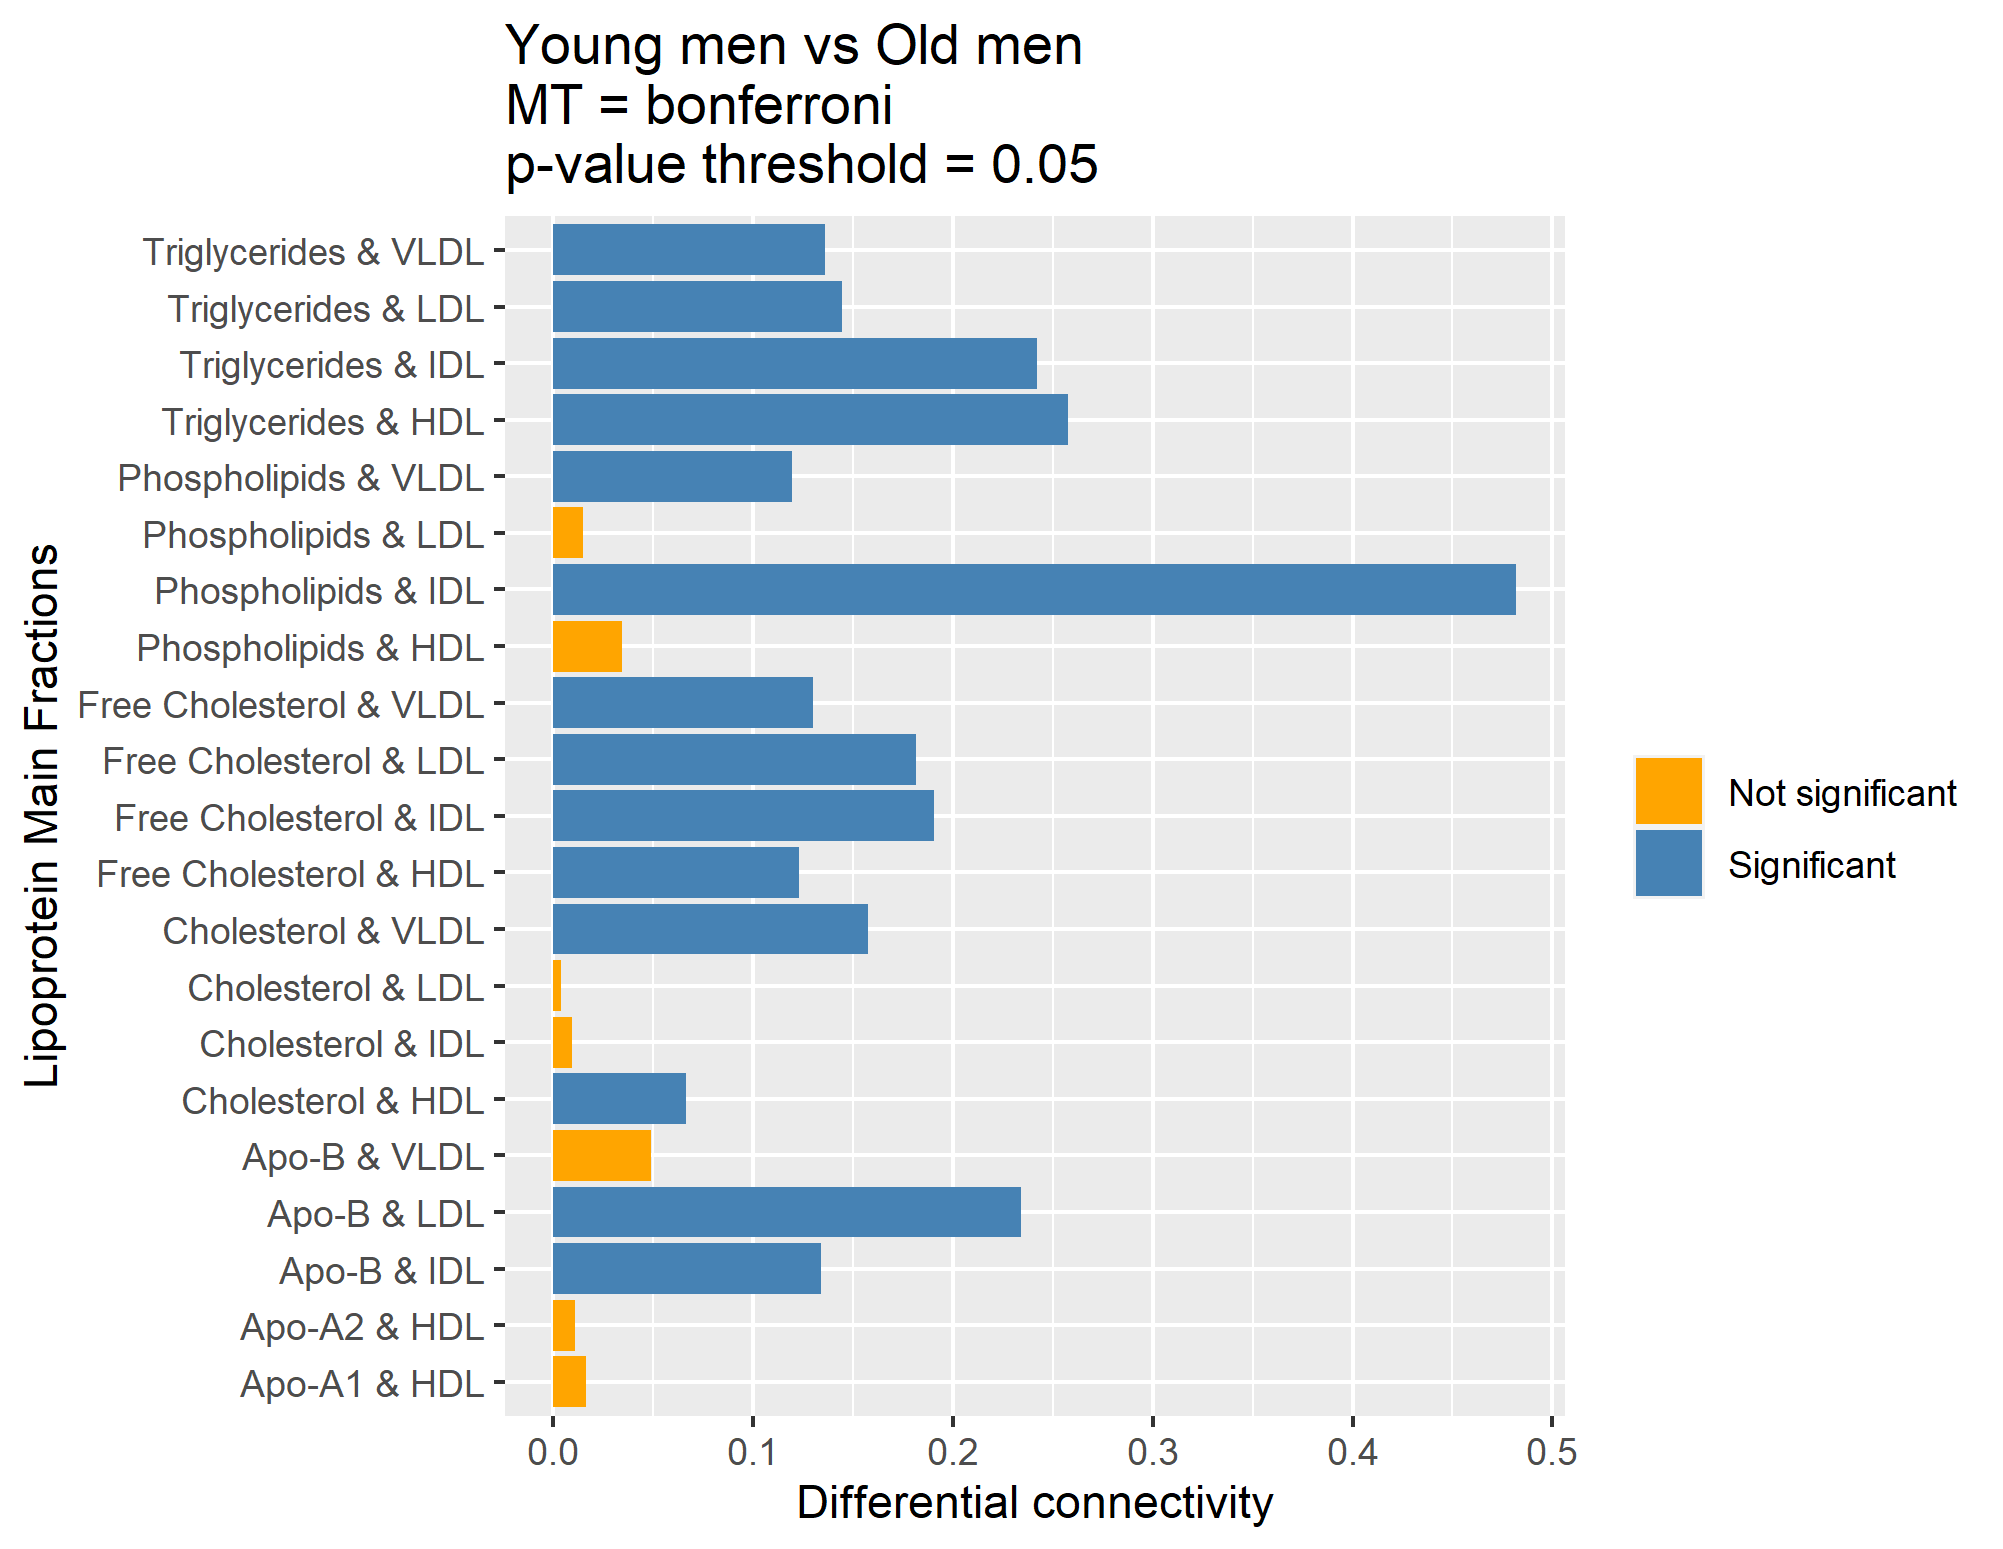 Young men vs Old men
MT = bonferroni
p-value threshold = 0.05
Lipoprotein Main Fractions
Triglycerides & VLDL
Triglycerides & LDL
Triglycerides & IDL
Triglycerides & HDL
Phospholipids & VLDL
Phospholipids & LDL
Phospholipids & IDL
Phospholipids & HDL
Free Cholesterol & VLDL
Free Cholesterol & LDL
Free Cholesterol & IDL
Free Cholesterol & HDL
Cholesterol & VLDL
Cholesterol & LDL
Cholesterol & IDL
Cholesterol & HDL
Apo-B & VLDL
Apo-B & LDL
Apo-B & IDL
Apo-A2 & HDL
Apo-A1 & HDL
0.0 0.1 0.2 0.3 0.4 0.5
Differential connectivity
Not significant
Significant